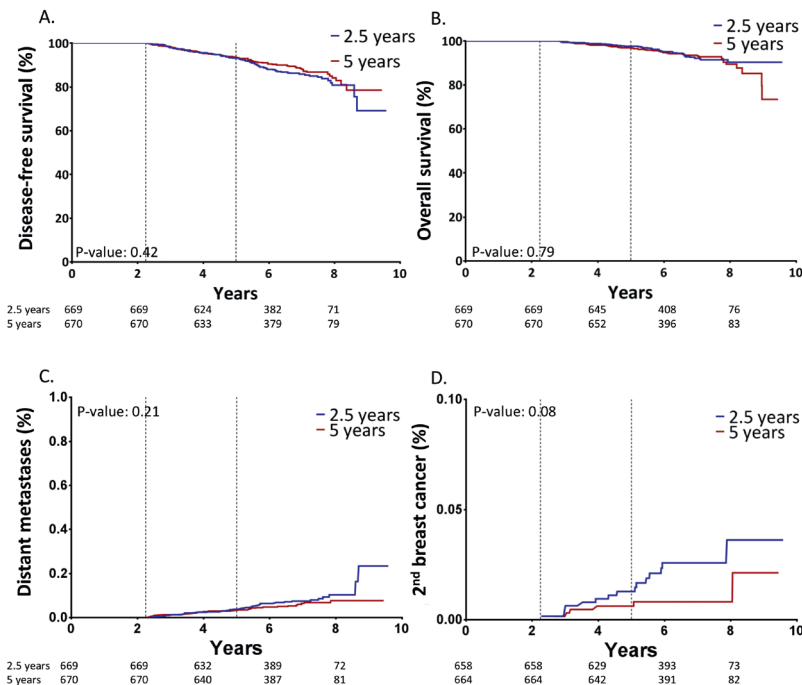 A.
2.5 years
5 years
Disease-free survival (%)
100
80
60
40
20
0
P-value: 0.42
0 2 4 6 8 10
Years
2.5 years 669 669 624 382 71
5 years 670 670 633 379 79
B.
2.5 years
5 years
Overall survival (%)
100
80
60
40
20
0
P-value: 0.79
0 2 4 6 8 10
Years
669 669 645 408 76
670 670 652 396 83
C.
P-value: 0.21
2.5 years
5 years
Distant metastases (%)
1.0
0.8
0.6
0.4
0.2
0.0
0 2 4 6 8 10
Years
2.5 years 669 669 632 389 72
5 years 670 670 640 387 81
D.
P-value: 0.08
2.5 years
5 years
2nd breast cancer (%)
0.10
0.05
0.00
0 2 4 6 8 10
Years
658 658 629 393 73
664 664 642 391 82